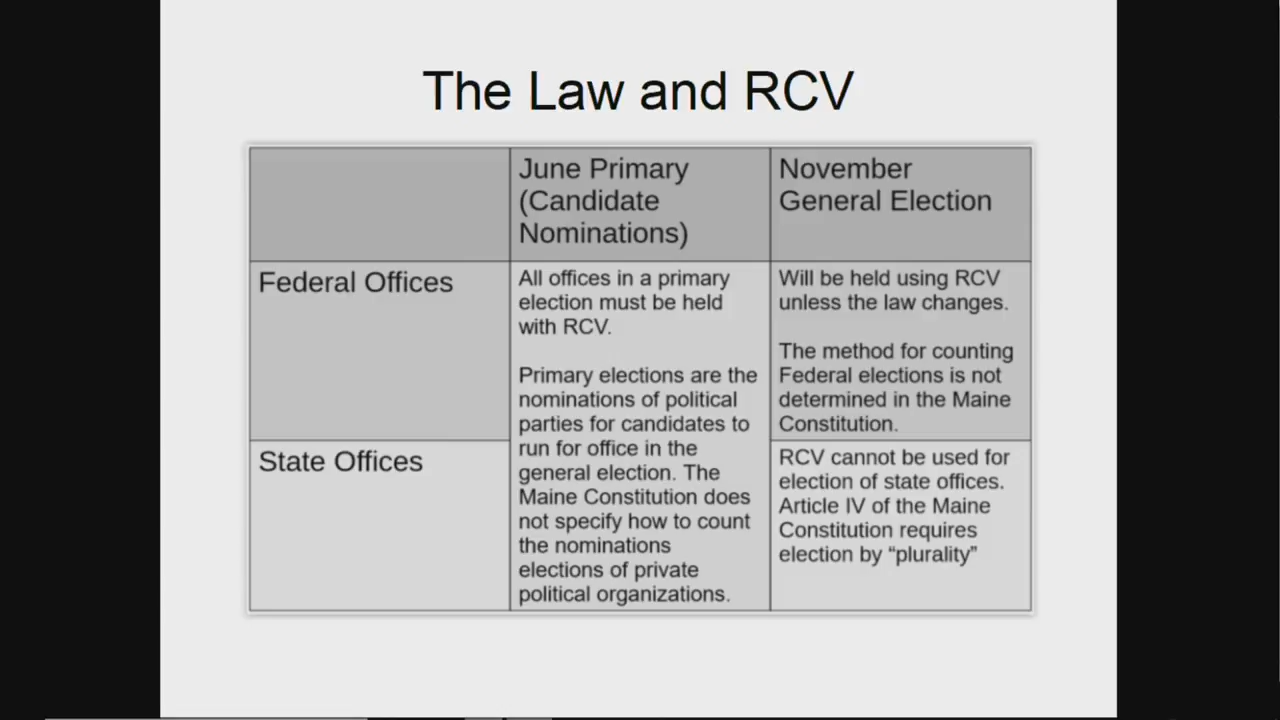 The Law and RCV
June Primary
(Candidate
Nominations)
November
General Election
Federal Offices
All offices in a primary
election must be held
with RCV.
Primary elections are the
nominations of political
parties for candidates to
run for office in the
general election. The
Maine Constitution does
not specify how to count
the nominations
elections of private
political organizations.
Will be held using RCV
unless the law changes.
The method for counting
Federal elections is not
determined in the Maine
Constitution.
State Offices
RCV cannot be used for
election of state offices.
Article IV of the Maine
Constitution requires
election by “plurality”